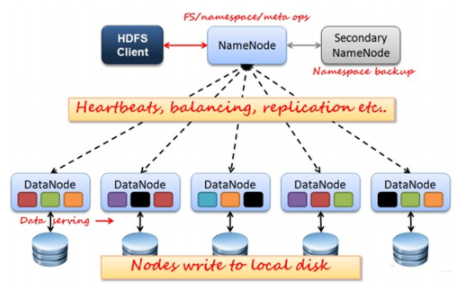 FS/namespace/meta ops
HDFS
Client
NameNode
Secondary
NameNode
Namespace backup
Heartbeats, balancing, replication etc..
DataNode
DataNode
DataNode
DataNode
DataNode
Data serving
Nodes write to local disk